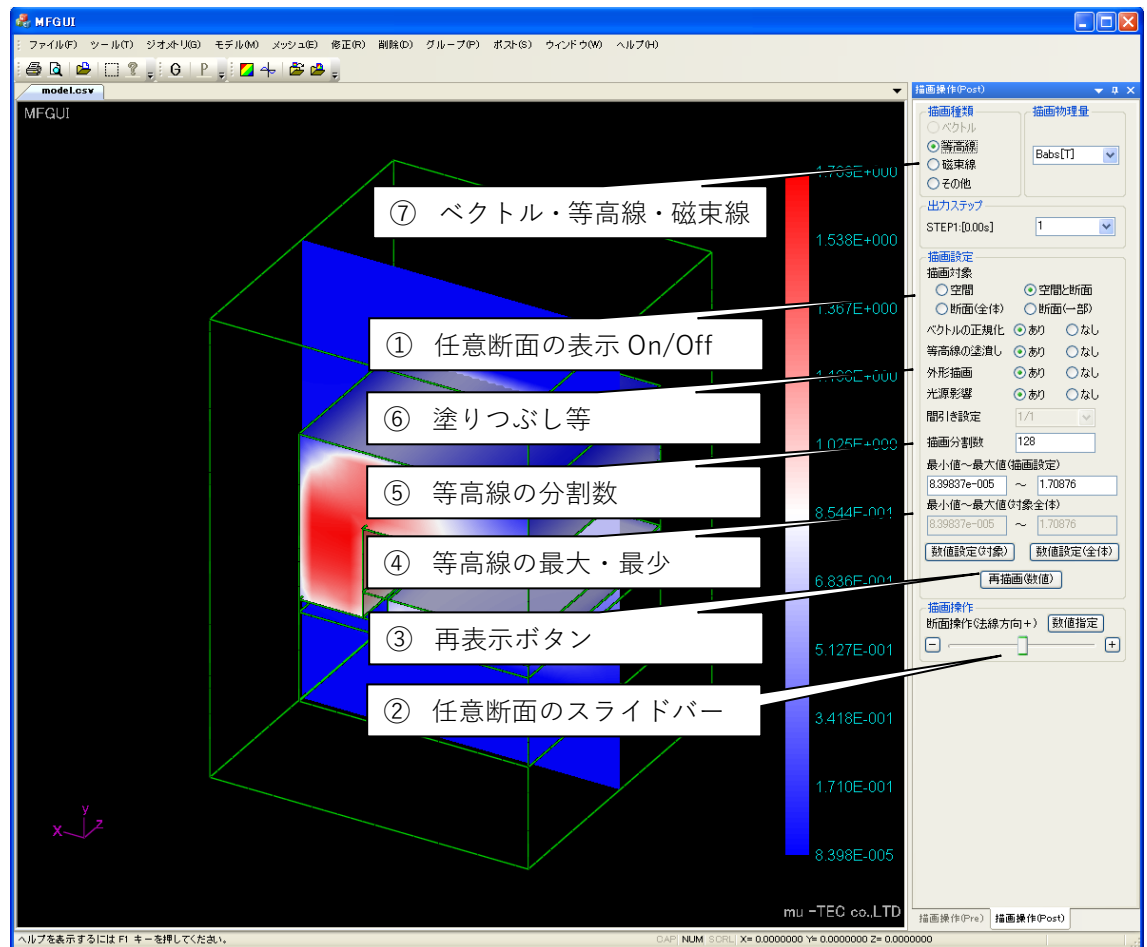 MFGUI
ファイル(F) ツール(T) ジオメトリ(G) モデル(M) メッシュ(E) 修正(R) 削除(D) グループ(P) ポスト(S) ウィンドウ(W) ヘルプ(H)
G P
model.csv
MFGUI
⑦ ベクトル・等高線・磁束線
① 任意断面の表示 On/Off
⑥ 塗りつぶし等
⑤ 等高線の分割数
④ 等高線の最大・最少
③ 再表示ボタン
② 任意断面のスライドバー
1.538E+000
1.367E+000
1.025E+000
8.544E-001
6.836E-001
5.127E-001
3.418E-001
1.710E-001
8.398E-005
y
x z
mu -TEC co.,LTD
描画操作(Post)
描画種類
ベクトル
等高線
磁束線
その他
描画物理量
Babs[T]
出力ステップ
STEP1:[0.00s] 1
描画設定
描画対象
空間 空間と断面
断面(全体) 断面(一部)
ベクトルの正規化 あり なし
等高線の塗潰し あり なし
外形描画 あり なし
光源影響 あり なし
間引き設定 1/1
描画分割数 128
最小値～最大値(描画設定)
8.39837e-005 ～ 1.70876
最小値～最大値(対象全体)
8.39837e-005 ～ 1.70876
数値設定(対象) 数値設定(全体)
再描画(数値)
描画操作
断面操作(法線方向+) 数値指定
描画操作(Pre) 描画操作(Post)
ヘルプを表示するには F1 キーを押してください。
CAP NUM SCRL X= 0.0000000 Y= 0.0000000 Z= 0.0000000